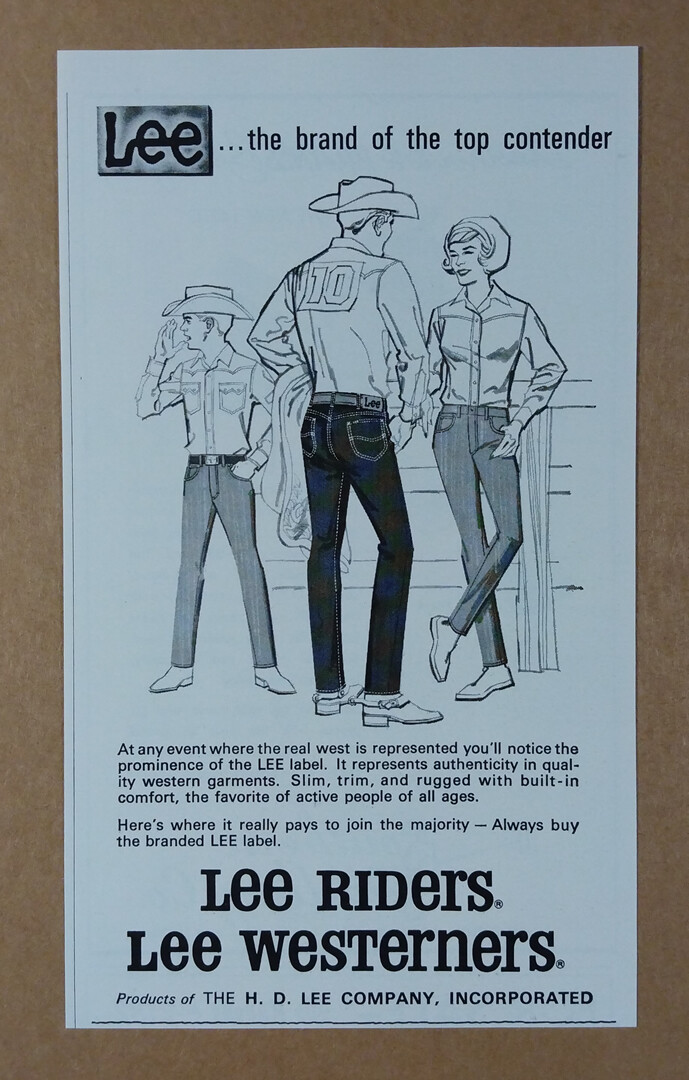 Lee ...the brand of the top contender
10
Lee
At any event where the real west is represented you'll notice the
prominence of the LEE label. It represents authenticity in qual-
ity western garments. Slim, trim, and rugged with built-in
comfort, the favorite of active people of all ages.
Here's where it really pays to join the majority — Always buy
the branded LEE label.
Lee RIDERS®
Lee WESTERNERS®
Products of THE H. D. LEE COMPANY, INCORPORATED